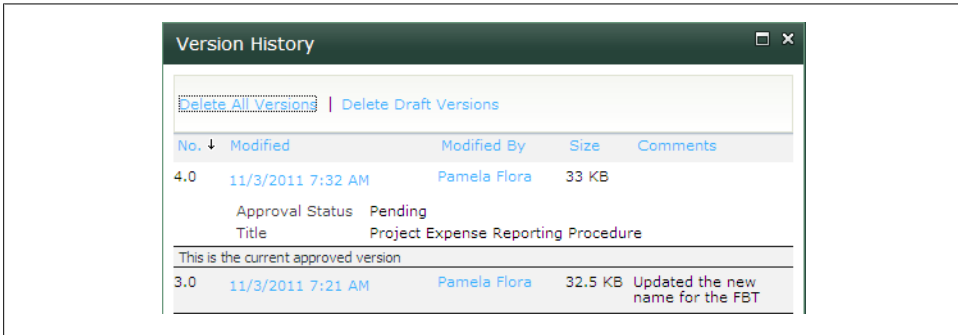 Version History
Delete All Versions | Delete Draft Versions
No. ↓ Modified Modified By Size Comments
4.0 11/3/2011 7:32 AM Pamela Flora 33 KB
Approval Status Pending
Title Project Expense Reporting Procedure
This is the current approved version
3.0 11/3/2011 7:21 AM Pamela Flora 32.5 KB Updated the new
name for the FBT